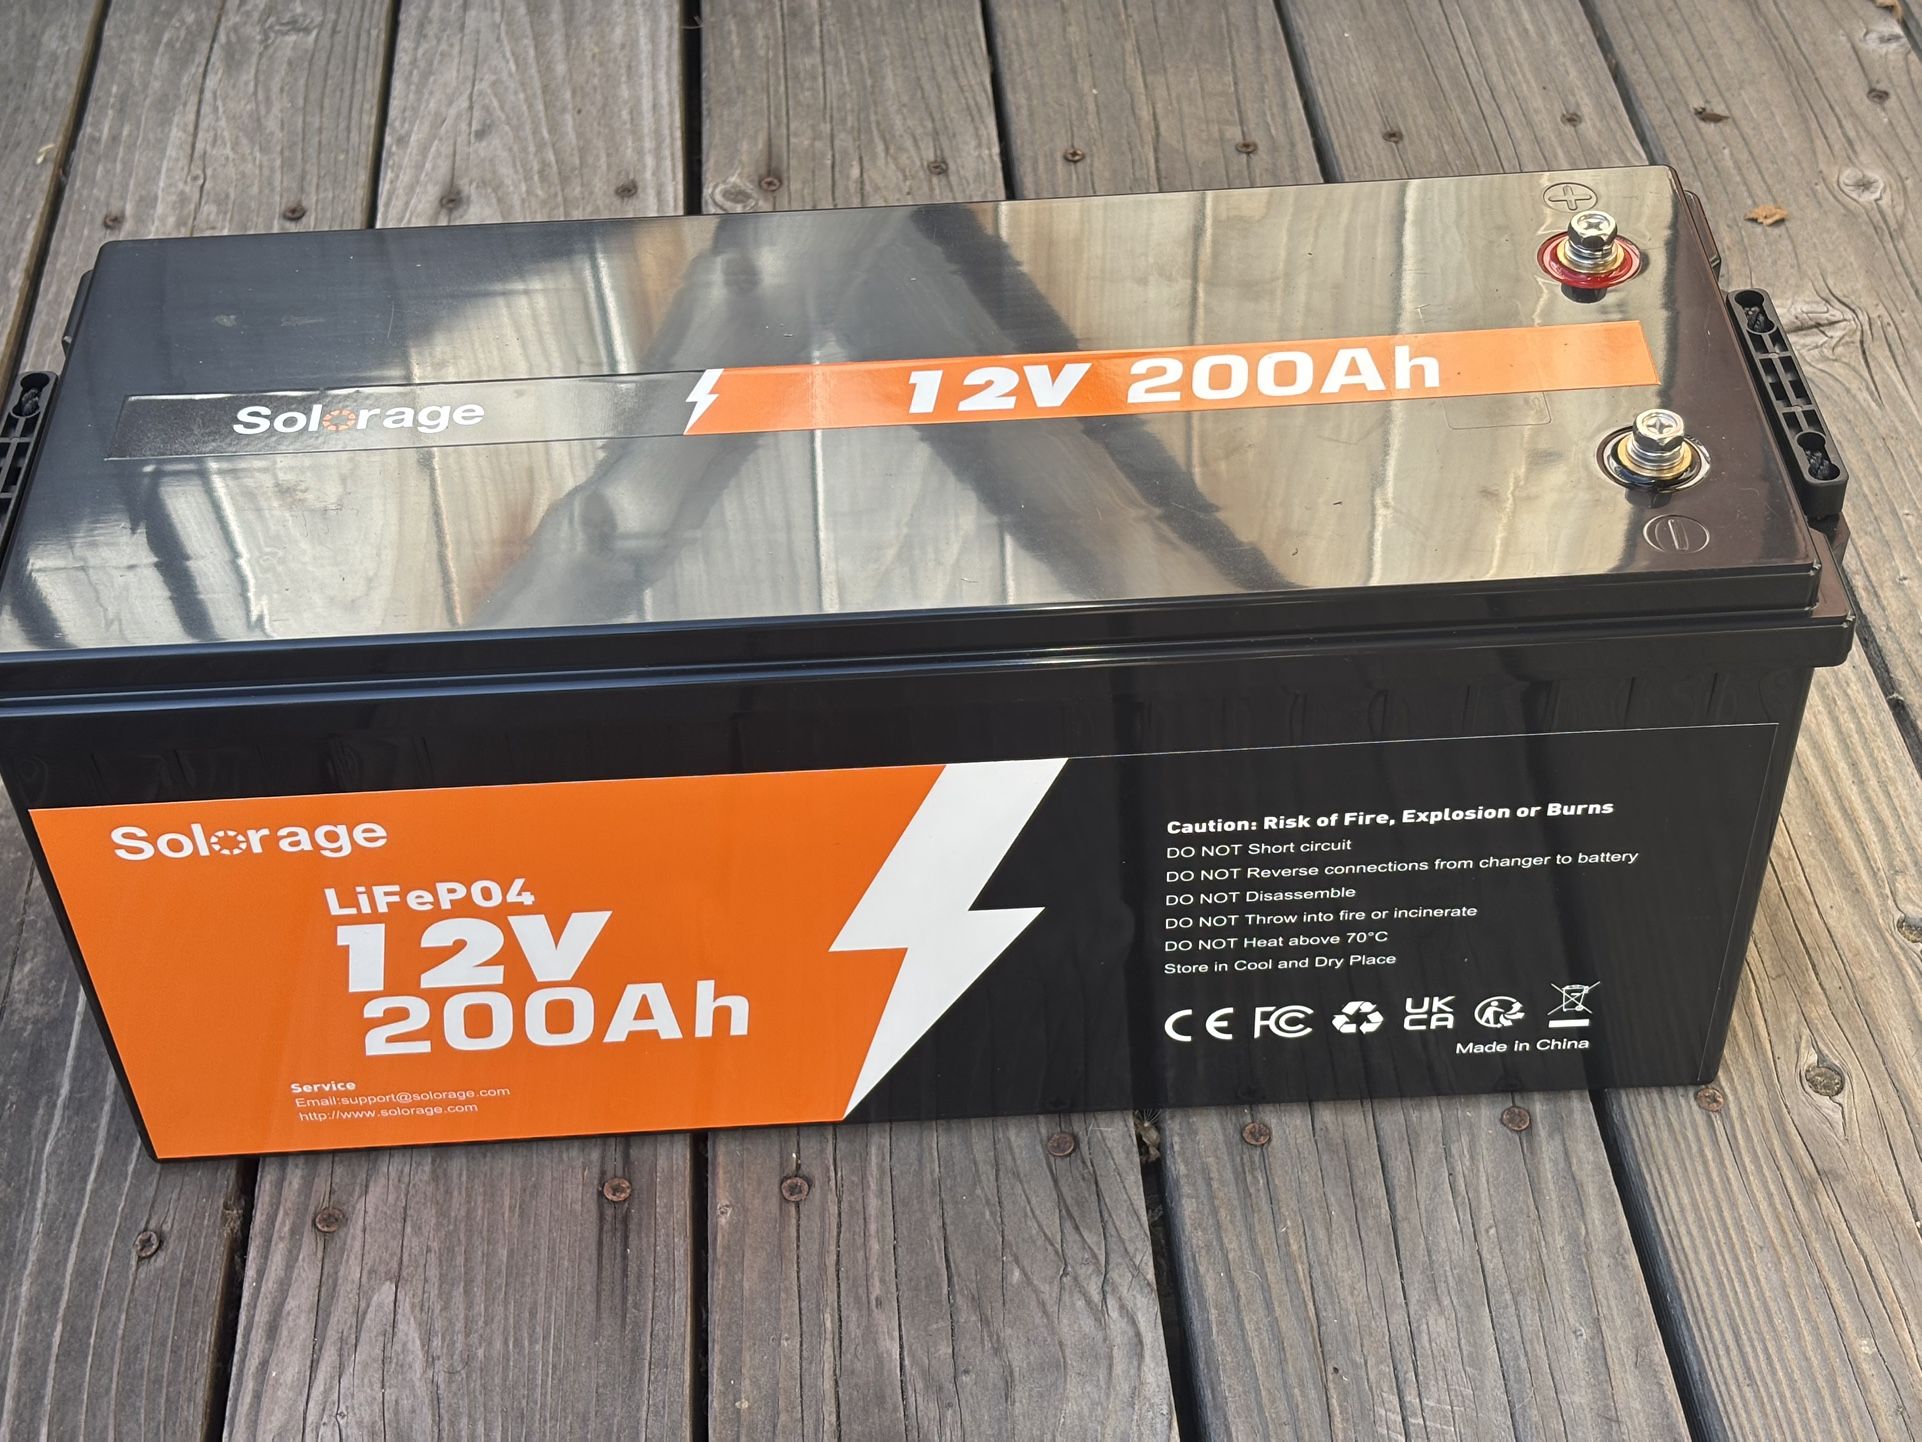 Solorage 12V 200Ah
Solorage
LiFePO4
12V
200Ah
Service
Email:support@solorage.com
http://www.solorage.com
Caution: Risk of Fire, Explosion or Burns
DO NOT Short circuit
DO NOT Reverse connections from changer to battery
DO NOT Disassemble
DO NOT Throw into fire or incinerate
DO NOT Heat above 70°C
Store in Cool and Dry Place
CE FC UK
CA
Made in China